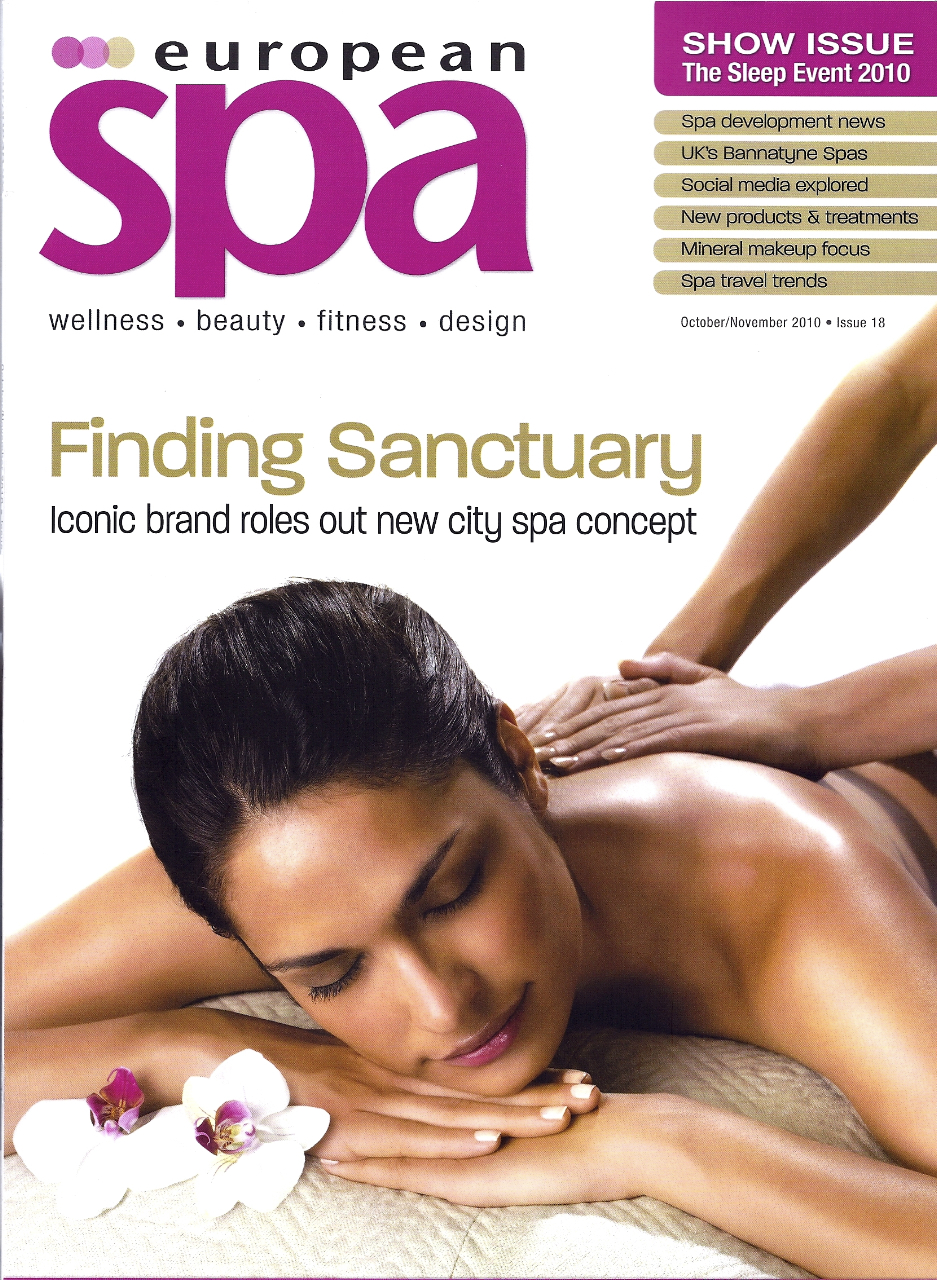 european
spa
wellness • beauty • fitness • design
SHOW ISSUE
The Sleep Event 2010
Spa development news
UK's Bannatyne Spas
Social media explored
New products & treatments
Mineral makeup focus
Spa travel trends
October/November 2010 • Issue 18
Finding Sanctuary
Iconic brand roles out new city spa concept